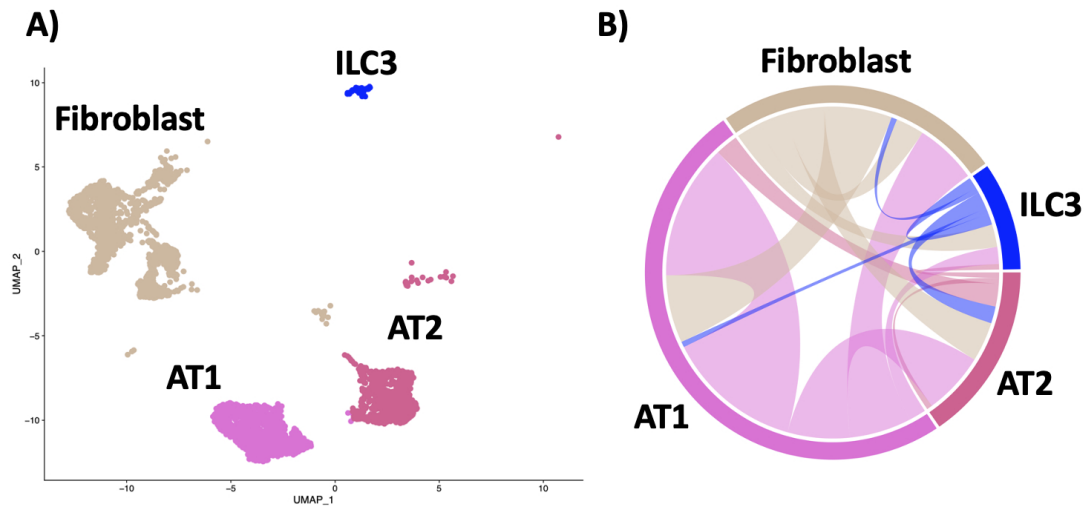 A)
B)
ILC3
Fibroblast
AT2
AT1
10
5
0
−5
−10
−10
−5
0
5
10
UMAP_1
UMAP_2
Fibroblast
ILC3
AT2
AT1